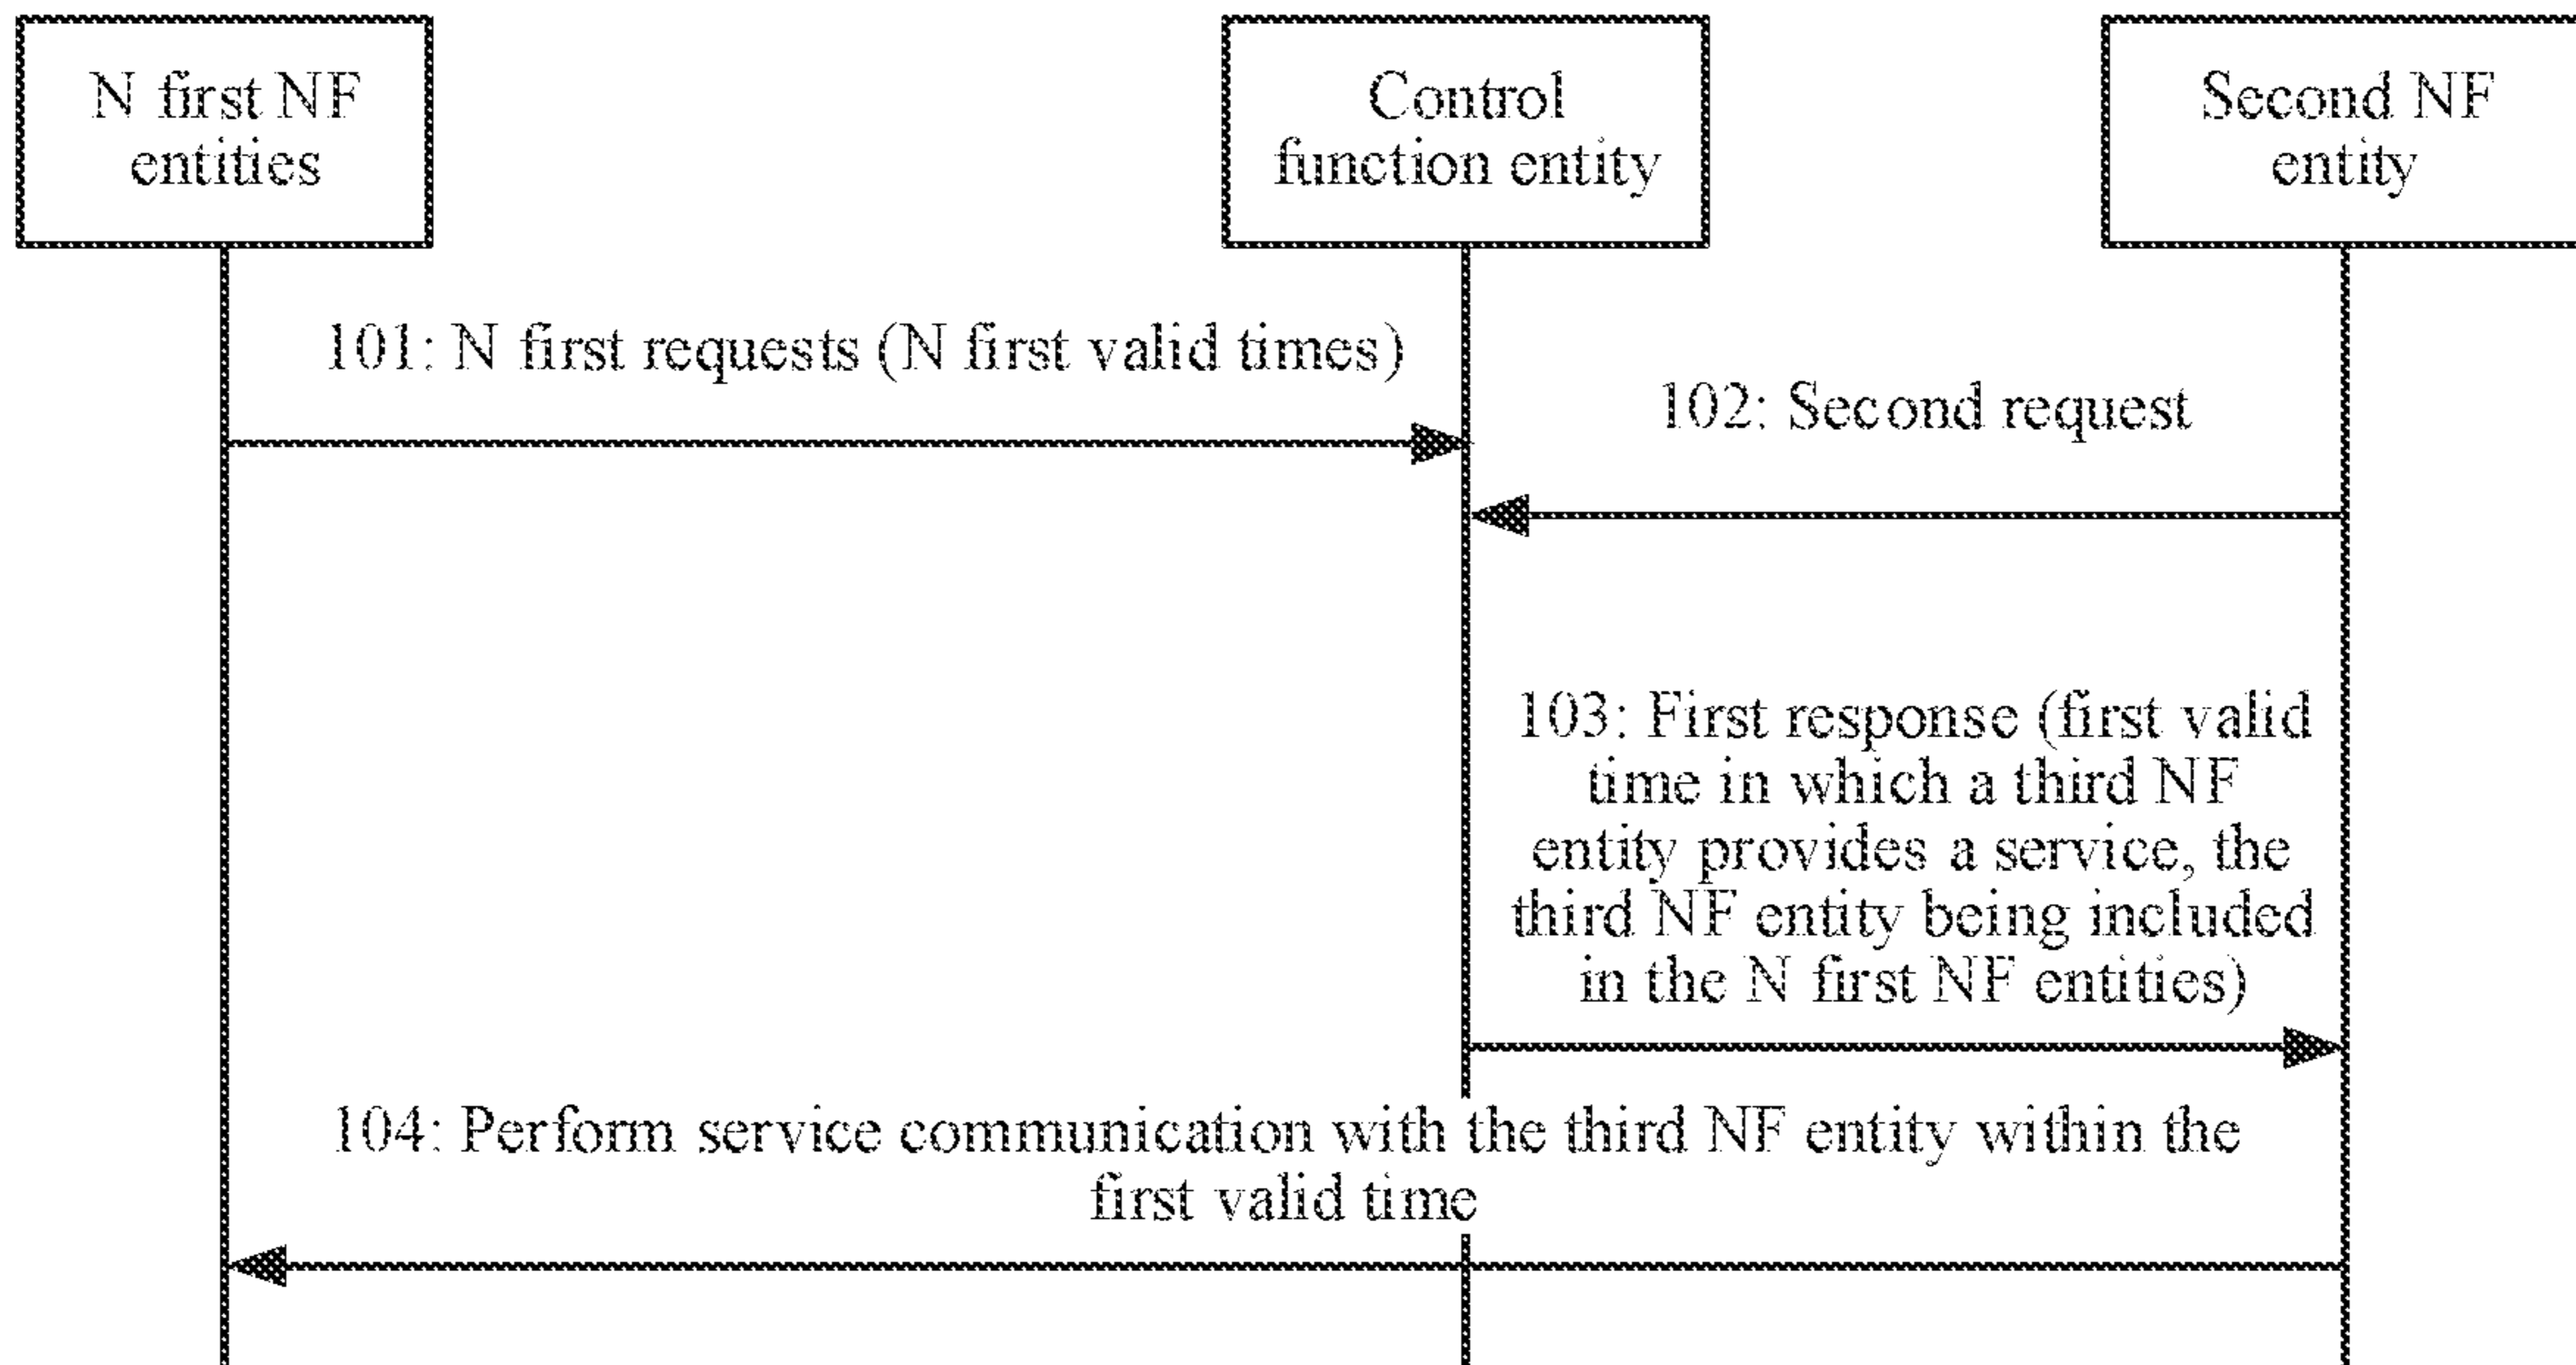 N first NF
entities
Control
function entity
Second NF
entity
101: N first requests (N first valid times)
102: Second request
103: First response (first valid
time in which a third NF
entity provides a service, the
third NF entity being included
in the N first NF entities)
104: Perform service communication with the third NF entity within the
first valid time